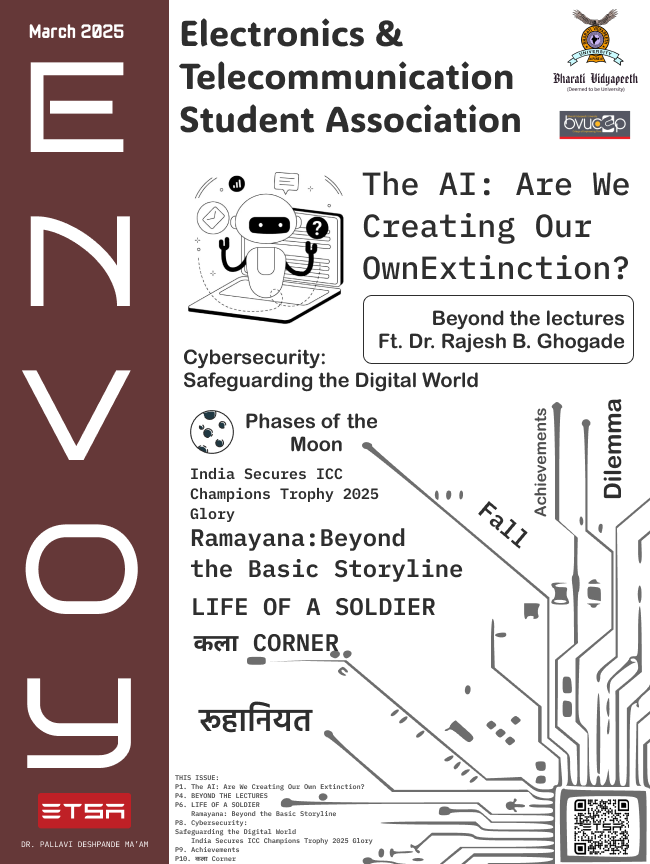 March 2025
ENVOY
Electronics &
Telecommunication
Student Association
UNIVERSITY
Bharati Vidyapeeth
(Deemed to be University)
bvucoep
The AI: Are We
Creating Our
OwnExtinction?
?
Beyond the lectures
Ft. Dr. Rajesh B. Ghogade
Cybersecurity:
Safeguarding the Digital World
Phases of the
Moon
Achievements
Dilemma
Fall
India Secures ICC
Champions Trophy 2025
Glory
Ramayana:Beyond
the Basic Storyline
LIFE OF A SOLDIER
कला CORNER
रूहानियत
THIS ISSUE:
P1. The AI: Are We Creating Our Own Extinction?
P4. BEYOND THE LECTURES
P6. LIFE OF A SOLDIER
Ramayana: Beyond the Basic Storyline
P8. Cybersecurity:
Safeguarding the Digital World
India Secures ICC Champions Trophy 2025 Glory
P9. Achievements
P10. कला Corner
ETSA
DR. PALLAVI DESHPANDE MA'AM